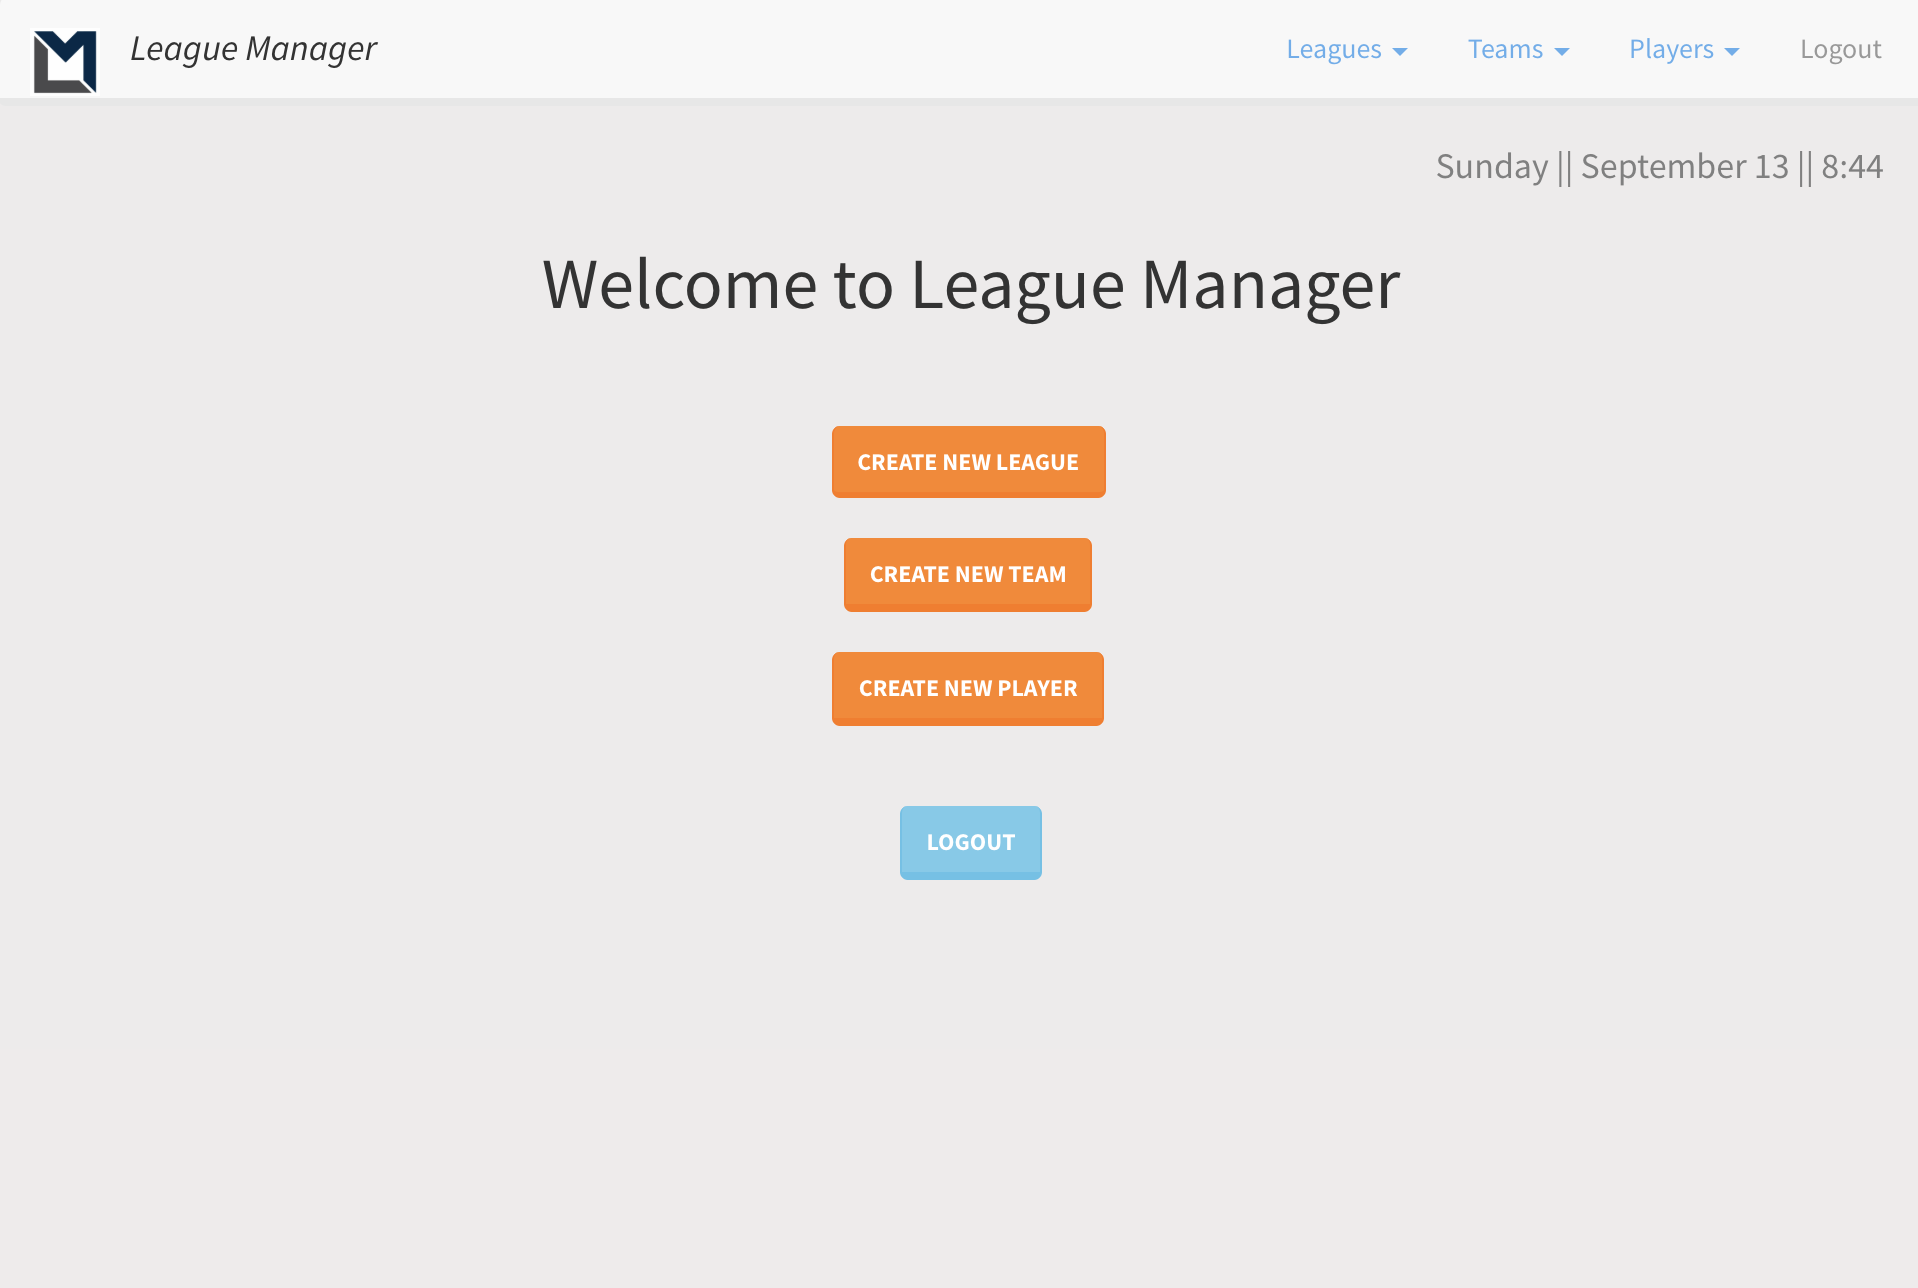 League Manager
Leagues Teams Players Logout
Sunday || September 13 || 8:44
Welcome to League Manager
CREATE NEW LEAGUE
CREATE NEW TEAM
CREATE NEW PLAYER
LOGOUT